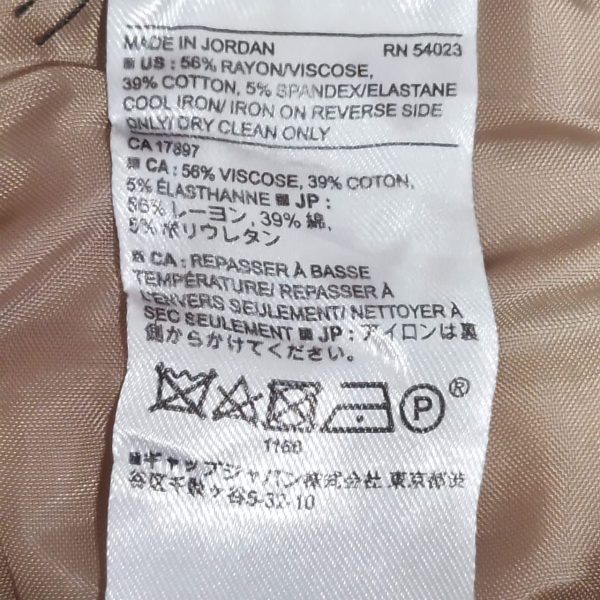 MADE IN JORDAN RN 54023
US : 56% RAYON/VISCOSE,
39% COTTON, 5% SPANDEX/ELASTANE
COOL IRON/ IRON ON REVERSE SIDE
ONLY/ DRY CLEAN ONLY
CA 17897
CA : 56% VISCOSE, 39% COTON,
5% ÉLASTHANNE JP :
56% レーヨン, 39% 綿,
5% ポリウレタン
CA : REPASSER À BASSE
TEMPÉRATURE/ REPASSER À
L'ENVERS SEULEMENT/ NETTOYER À
SEC SEULEMENT JP : アイロンは裏
側からかけてください。
P ®
1168
ギャップジャパン株式会社 東京都渋
谷区千駄ヶ谷5-32-10